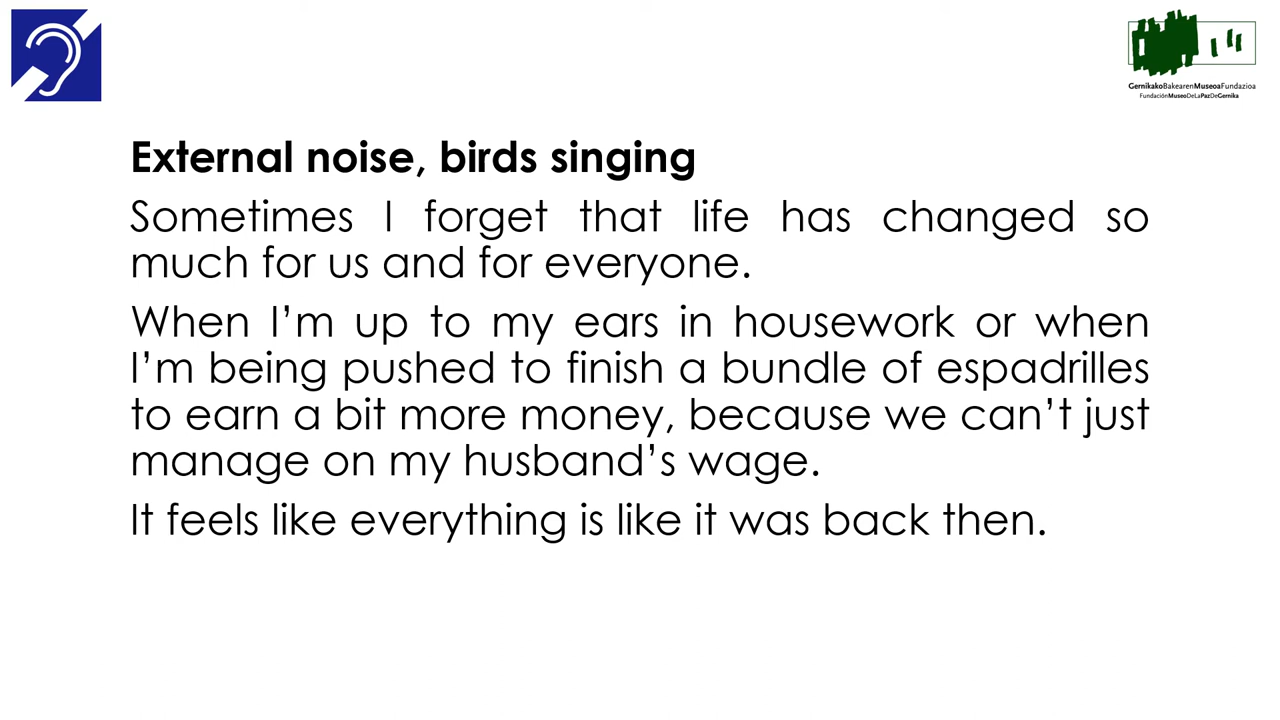 GernikakoBakearenMuseoaFundazioa
FundaciónMuseoDeLaPazDeGernika
External noise, birds singing
Sometimes I forget that life has changed so
much for us and for everyone.
When I’m up to my ears in housework or when
I’m being pushed to finish a bundle of espadrilles
to earn a bit more money, because we can’t just
manage on my husband’s wage.
It feels like everything is like it was back then.